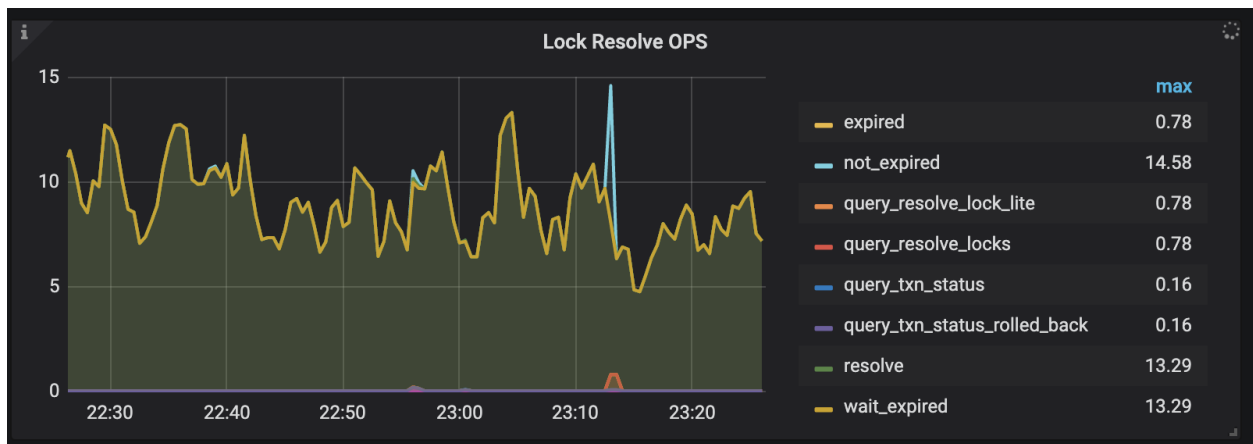 i
Lock Resolve OPS
15
10
5
0
22:30 22:40 22:50 23:00 23:10 23:20
max
expired 0.78
not_expired 14.58
query_resolve_lock_lite 0.78
query_resolve_locks 0.78
query_txn_status 0.16
query_txn_status_rolled_back 0.16
resolve 13.29
wait_expired 13.29